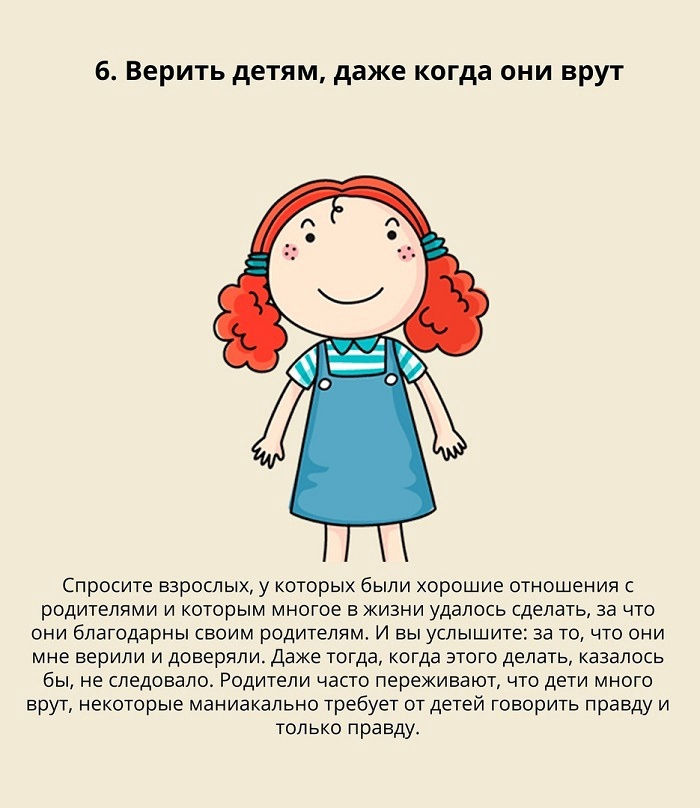 6. Верить детям, даже когда они врут
Спросите взрослых, у которых были хорошие отношения с
родителями и которым многое в жизни удалось сделать, за что
они благодарны своим родителям. И вы услышите: за то, что они
мне верили и доверяли. Даже тогда, когда этого делать, казалось
бы, не следовало. Родители часто переживают, что дети много
врут, некоторые маниакально требует от детей говорить правду и
только правду.